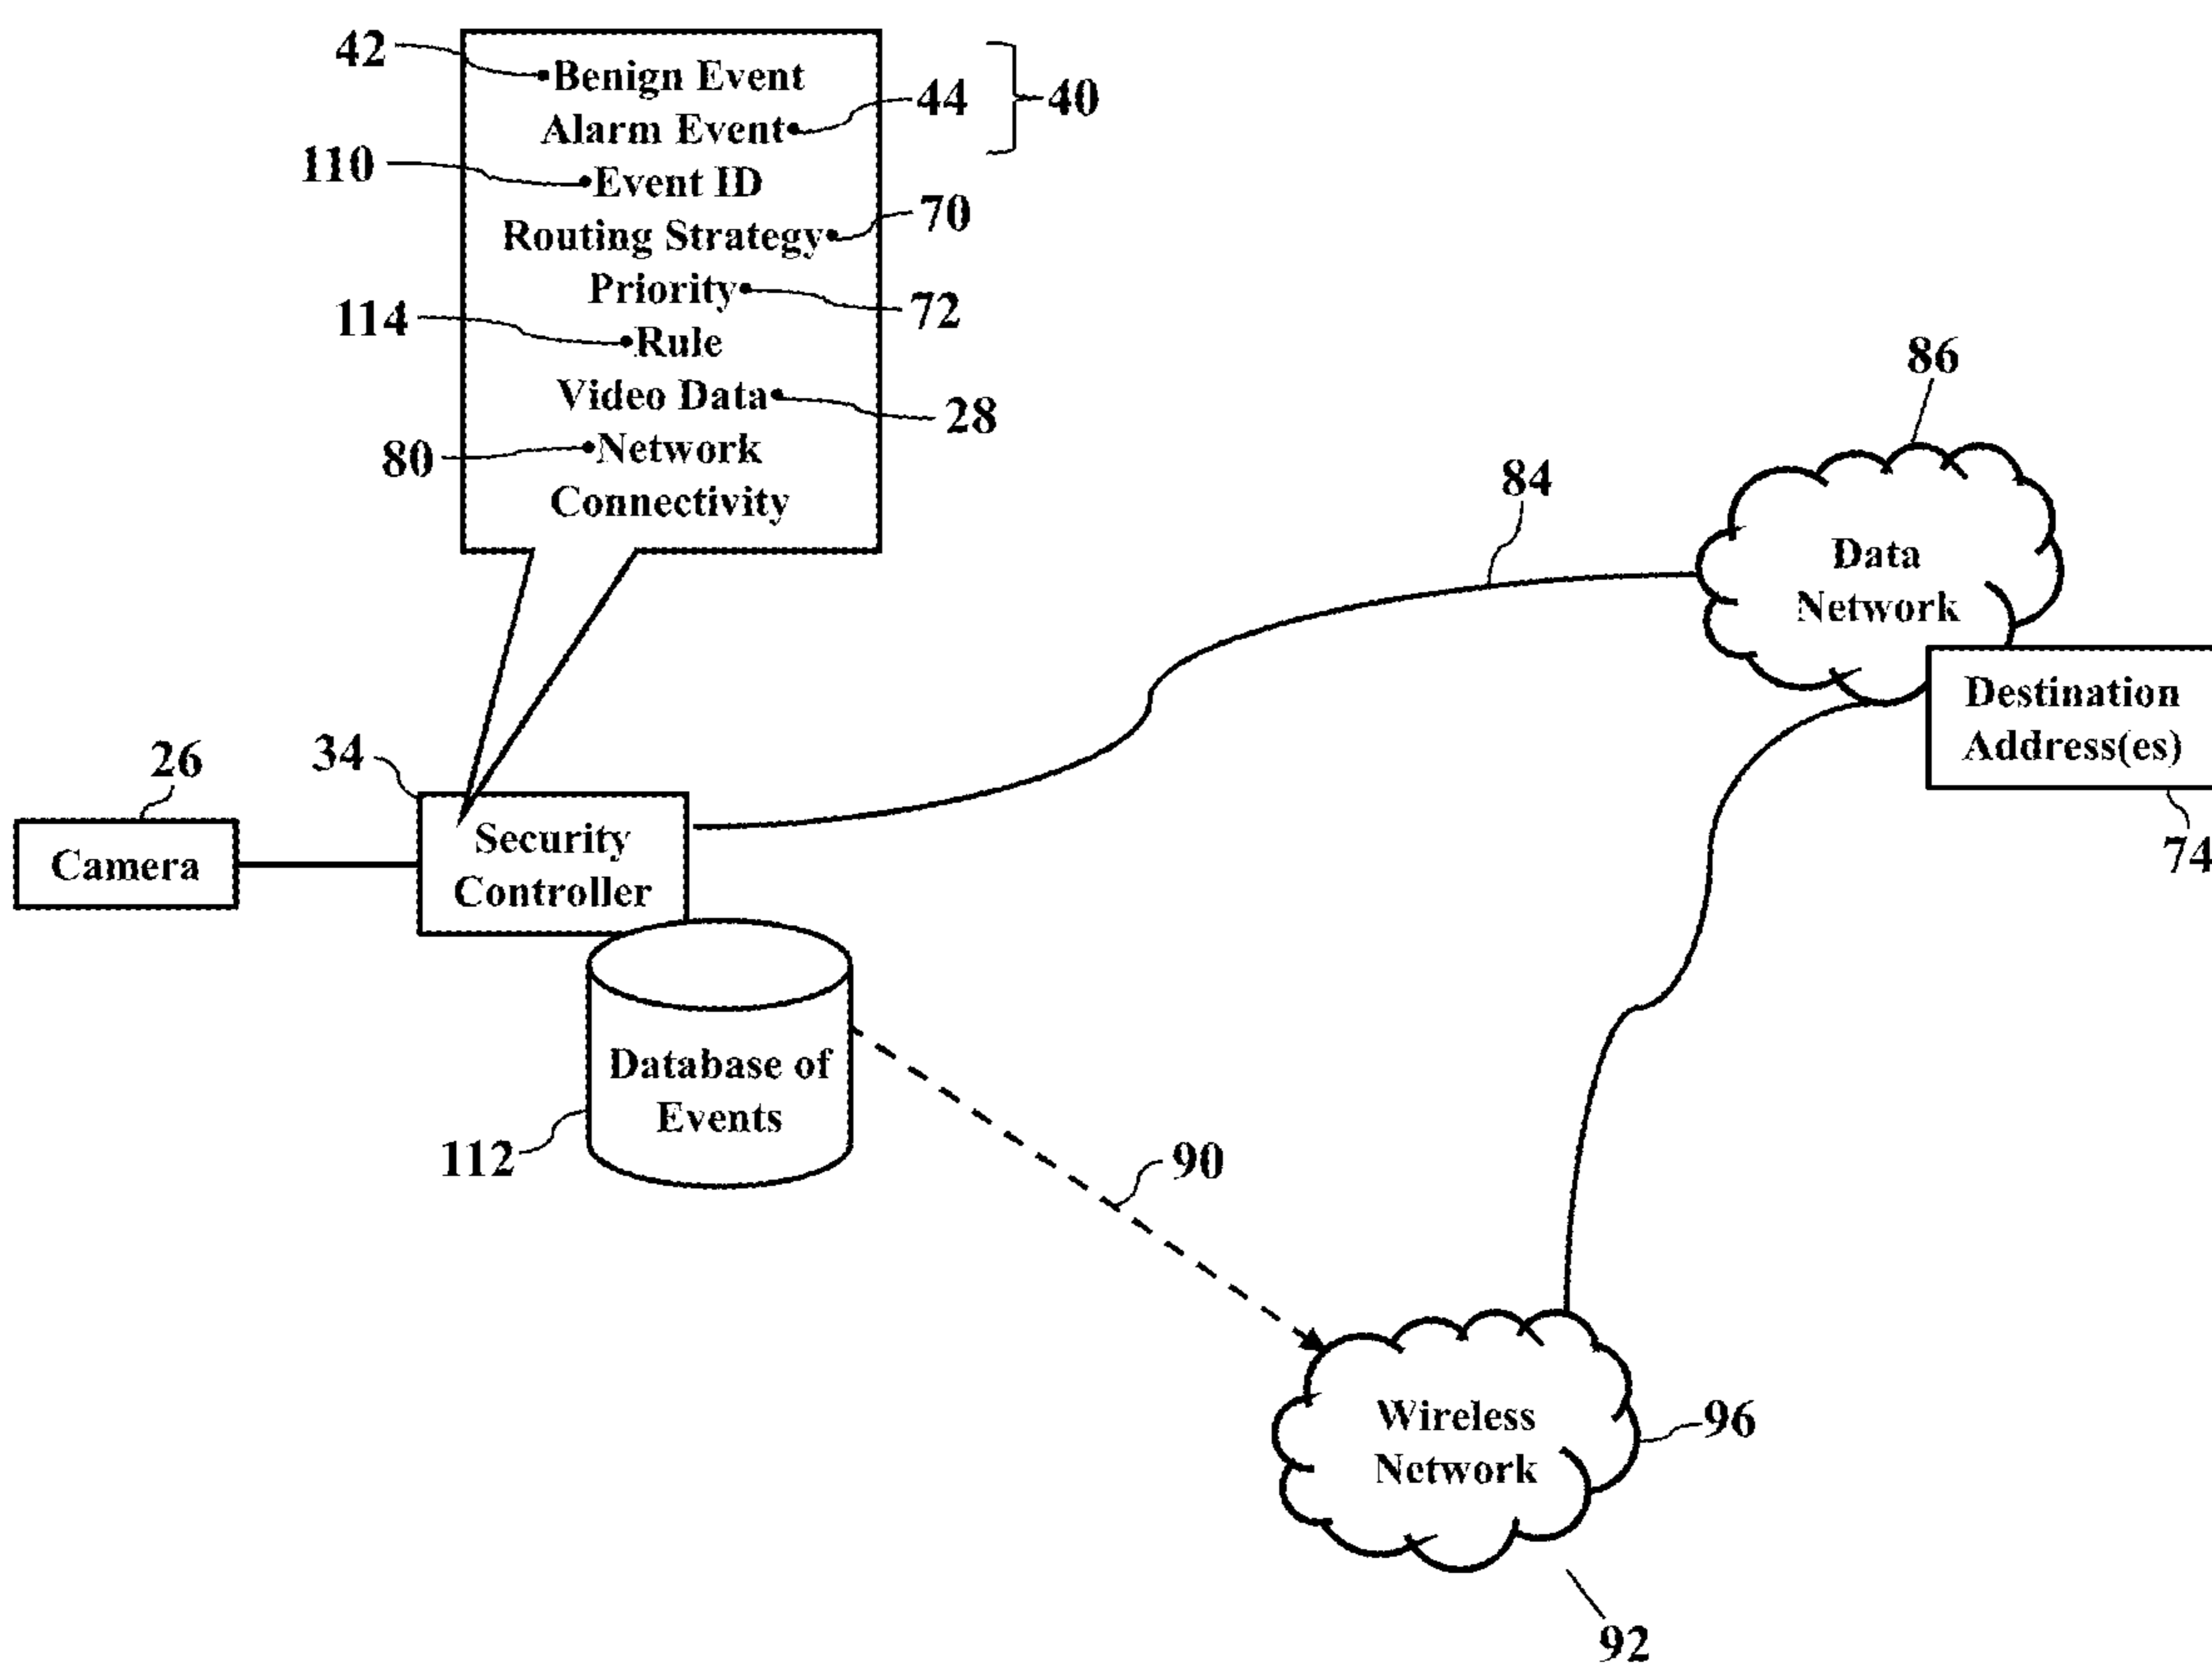 42
Benign Event
44
40
Alarm Event
110
Event ID
70
Routing Strategy
Priority
72
114
Rule
Video Data
28
80
Network
Connectivity
86
84
Data
Network
Destination
Address(es)
74
26
34
Camera
Security
Controller
Database of
Events
112
90
Wireless
Network
96
92